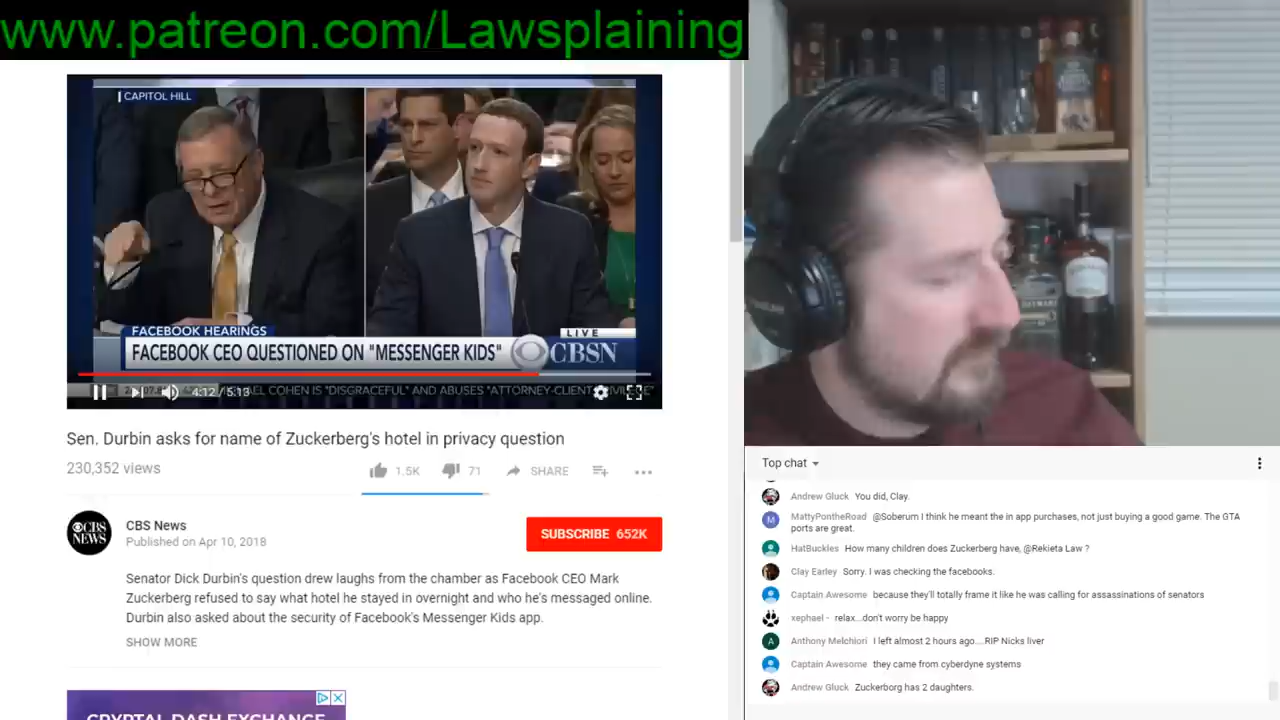 www.patreon.com/Lawsplaining
CAPITOL HILL
FACEBOOK HEARINGS
LIVE
FACEBOOK CEO QUESTIONED ON "MESSENGER KIDS"
CBSN
COHEN IS "DISGRACEFUL" AND ABUSES "ATTORNEY-CLIENT
4:12 / 5:13
Sen. Durbin asks for name of Zuckerberg's hotel in privacy question
230,352 views
1.5K
71
SHARE
CBS NEWS
CBS News
Published on Apr 10, 2018
SUBSCRIBE 652K
Senator Dick Durbin's question drew laughs from the chamber as Facebook CEO Mark
Zuckerberg refused to say what hotel he stayed in overnight and who he's messaged online.
Durbin also asked about the security of Facebook's Messenger Kids app.
SHOW MORE
CRYPTAL DASH EXCHANGE
Top chat
Andrew Gluck You did, Clay.
M
MattyPontheRoad @Soberum I think he meant the in app purchases, not just buying a good game. The GTA
ports are great.
HatBuckles How many children does Zuckerberg have, @Rekieta Law ?
Clay Earley Sorry. I was checking the facebooks.
Captain Awesome because they'll totally frame it like he was calling for assassinations of senators
xephael - relax...don't worry be happy
A
Anthony Melchiori I left almost 2 hours ago....RIP Nicks liver
Captain Awesome they came from cyberdyne systems
Andrew Gluck Zuckerborg has 2 daughters.